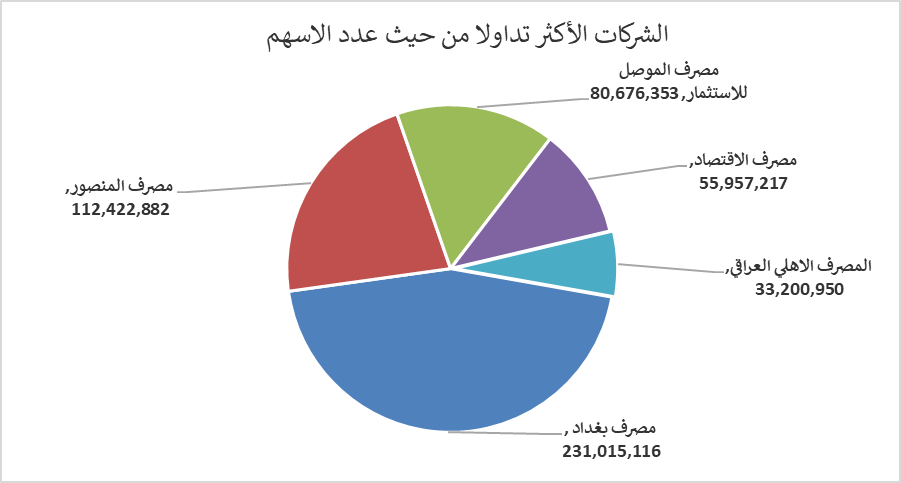 الشركات الأكثر تداولا من حيث عدد الاسهم
مصرف الموصل
للاستثمار, 80,676,353
مصرف الاقتصاد,
55,957,217
مصرف المنصور,
112,422,882
المصرف الاهلي العراقي,
33,200,950
مصرف بغداد ,
231,015,116